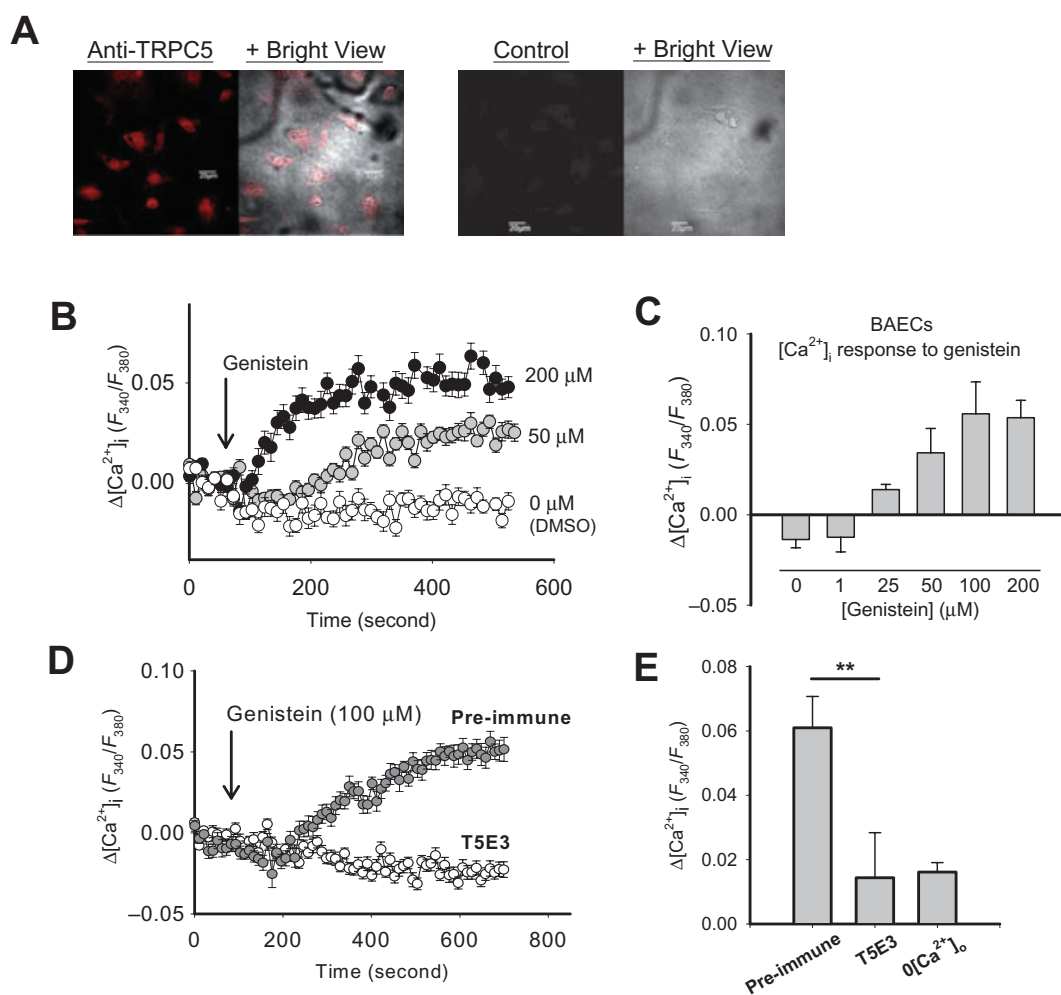 A
Anti-TRPC5
+ Bright View
Control
+ Bright View
20µm
20µm
B
Δ[Ca²⁺]ᵢ (F₃₄₀/F₃₈₀)
0.05
0.00
Genistein
200 µM
50 µM
0 µM
(DMSO)
0
200
400
600
Time (second)
C
BAECs
[Ca²⁺]ᵢ response to genistein
Δ[Ca²⁺]ᵢ (F₃₄₀/F₃₈₀)
0.10
0.05
0.00
–0.05
0 1 25 50 100 200
[Genistein] (µM)
D
Δ[Ca²⁺]ᵢ (F₃₄₀/F₃₈₀)
0.10
0.05
0.00
–0.05
Genistein (100 µM)
Pre-immune
T5E3
0 200 400 600 800
Time (second)
E
Δ[Ca²⁺]ᵢ (F₃₄₀/F₃₈₀)
0.08
0.06
0.04
0.02
0.00
**
Pre-immune
T5E3
0[Ca²⁺]ₒ